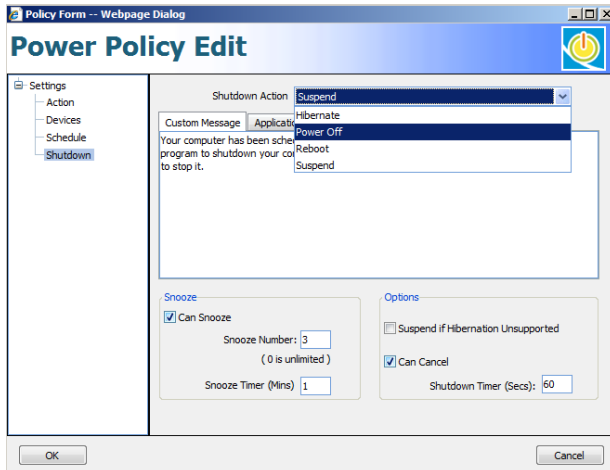 Policy Form -- Webpage Dialog
Power Policy Edit
Settings
Action
Devices
Schedule
Shutdown
Shutdown Action Suspend
Hibernate
Power Off
Reboot
Suspend
Custom Message
Your computer has been
program to shutdown your
to stop it.
Snooze
Can Snooze
Snooze Number: 3
( 0 is unlimited )
Snooze Timer (Mins) 1
Options
Suspend if Hibernation Unsupported
Can Cancel
Shutdown Timer (Secs): 60
OK
Cancel